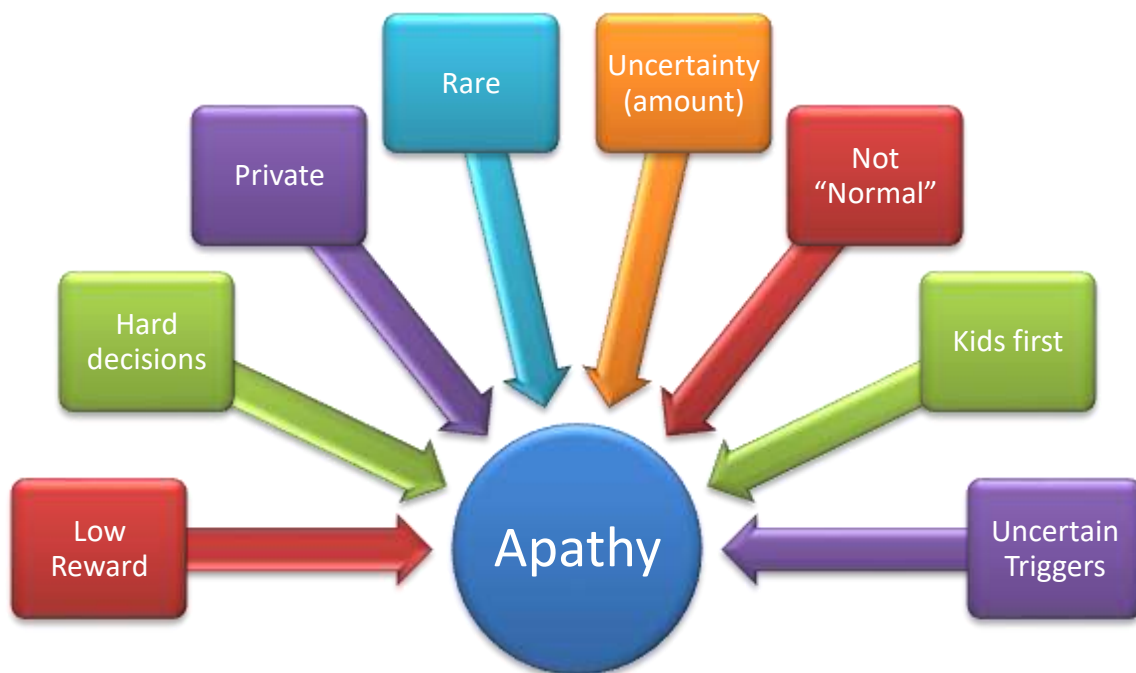 Low
Reward
Hard
decisions
Private
Rare
Uncertainty
(amount)
Not
“Normal”
Kids first
Uncertain
Triggers
Apathy